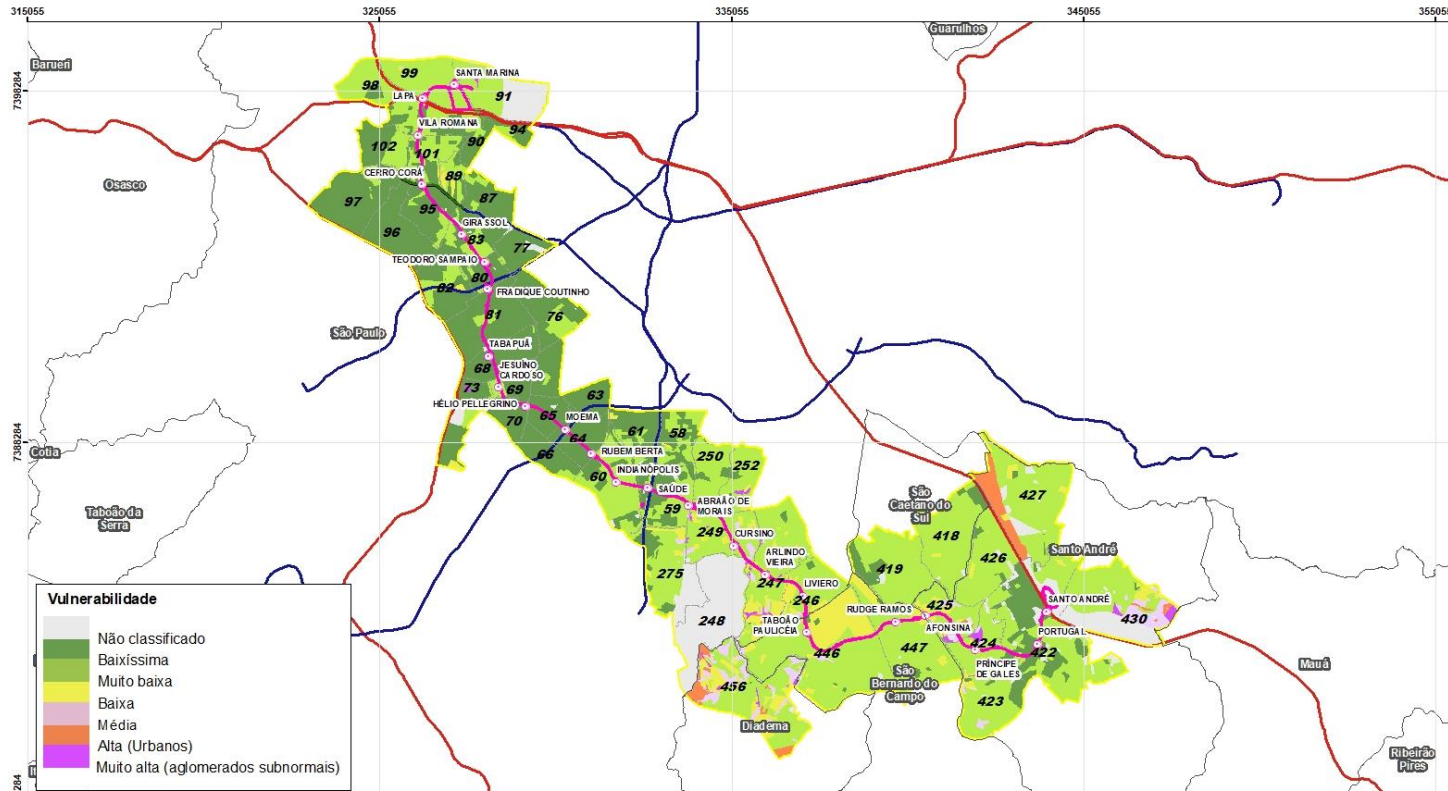 315055 325055 335055 345055 355055
Guarulhos
Barueri
99
SANTA MARINA
98
LAPA
91
7398284
VILA ROMANA
94
90
102
101
CERRO CORÁ
89
Osasco
97
87
95
GIRASSOL
96
83
77
TEODORO SAMPAIO
80
82
FRADIQUE COUTINHO
81
76
São Paulo
TABAPUÃ
68
JESUÍNO
CARDOSO
73
69
63
HÉLIO PELLEGRINO
65
MOEMA
70
64
61
58
7388284
Cotia
66
RUBEM BERTA
250
252
INDIANÓPOLIS
60
SAÚDE
427
São
Caetano do
Sul
59
ABRAÃO DE
MORAIS
Taboão da
Serra
249
CURSINO
418
426
Santo André
ARLINDO
VIEIRA
275
247
419
LIVIERO
246
425
RUDGE RAMOS
SANTO ANDRÉ
248
TABOÃO
PAULICÉIA
AFONSINA
430
424
PORTUGAL
446
447
422
PRÍNCIPE
DE GALES
Mauá
São
Bernardo do
Campo
456
423
Diadema
Ribeirão
Pires
284
Vulnerabilidade
Não classificado
Baixíssima
Muito baixa
Baixa
Média
Alta (Urbanos)
Muito alta (aglomerados subnormais)